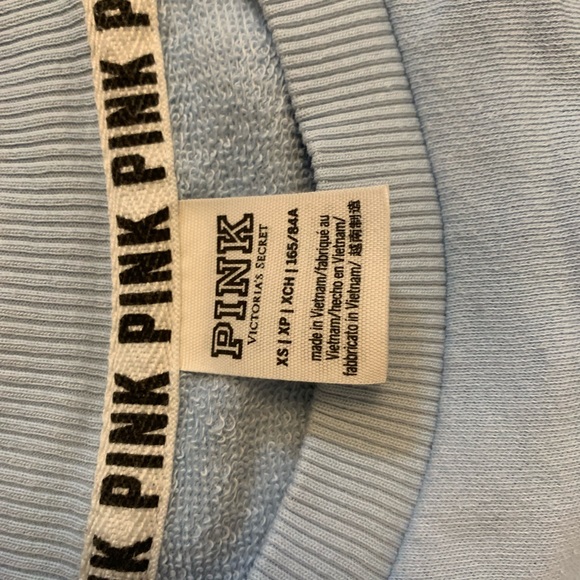 PINK PINK PINK PINK PINK
PINK
VICTORIA'S SECRET
XS | XP | XCH | 165/84A
made in Vietnam/fabriqué au
Vietnam/hecho en Vietnam/
fabbricato in Vietnam/ 越南制造